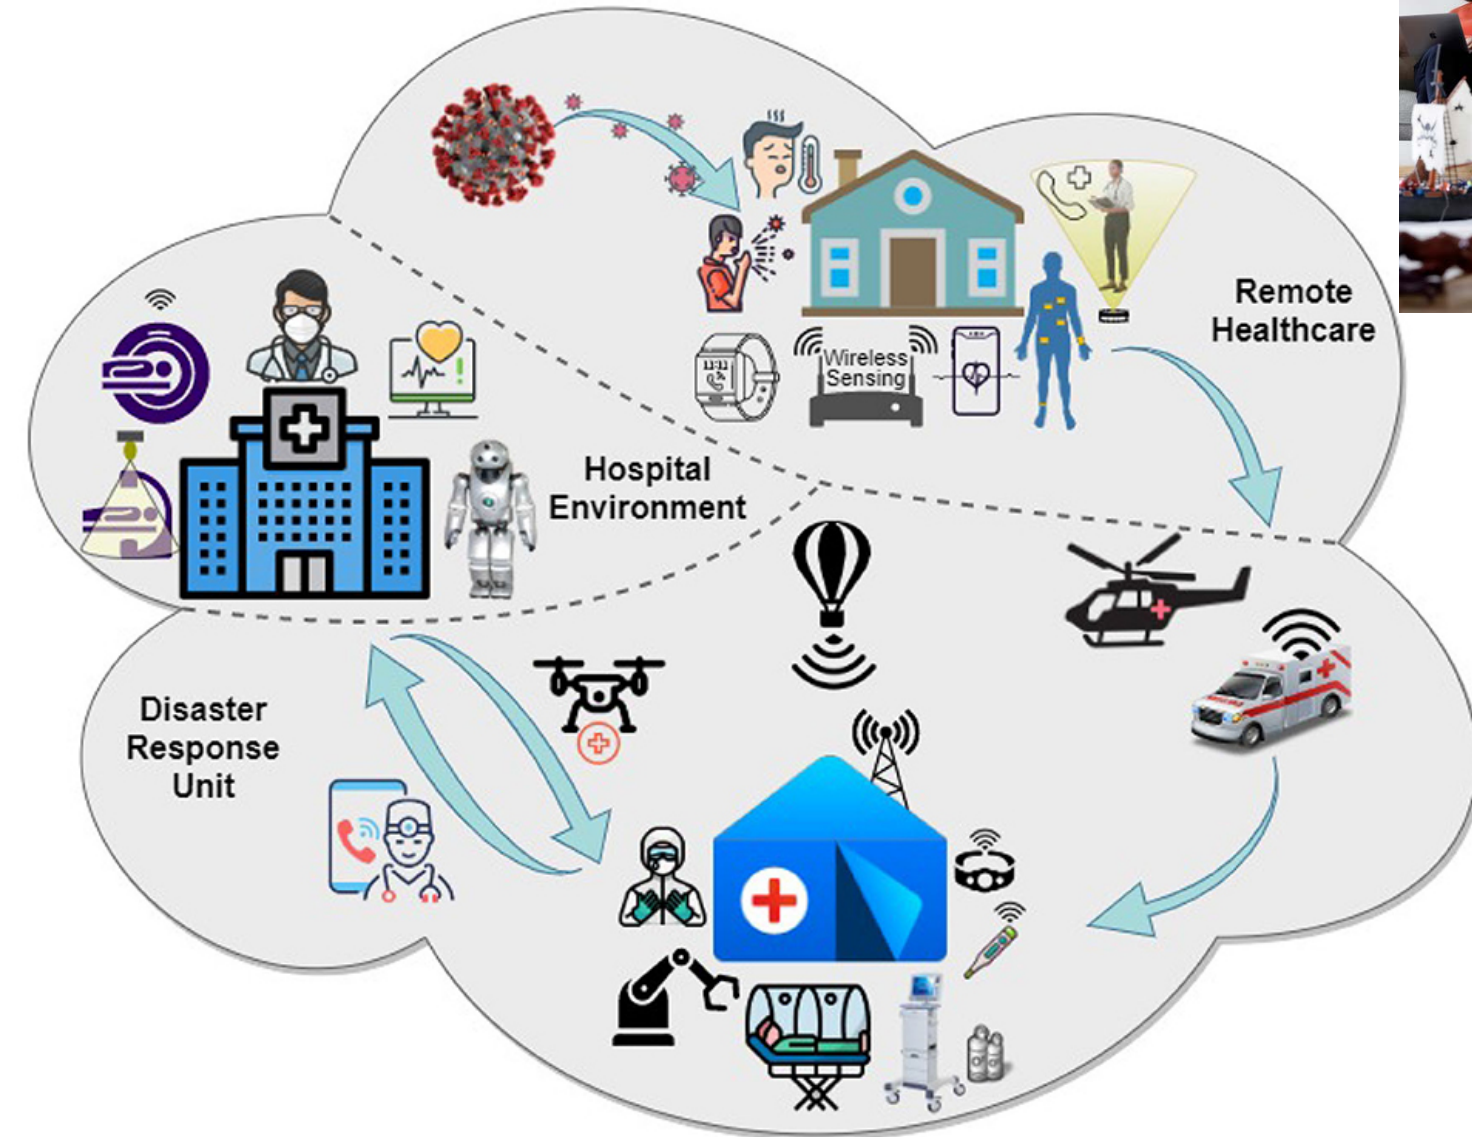 Remote
Healthcare
Wireless
Sensing
Hospital
Environment
Disaster
Response
Unit